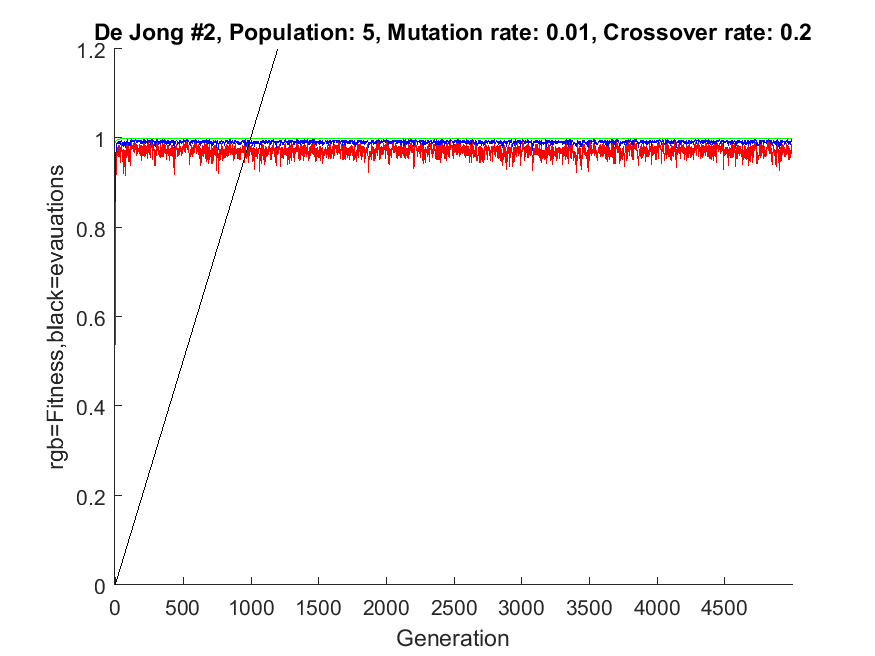 De Jong #2, Population: 5, Mutation rate: 0.01, Crossover rate: 0.2
rgb=Fitness,black=evauations
1.2
1
0.8
0.6
0.4
0.2
0
0 500 1000 1500 2000 2500 3000 3500 4000 4500
Generation